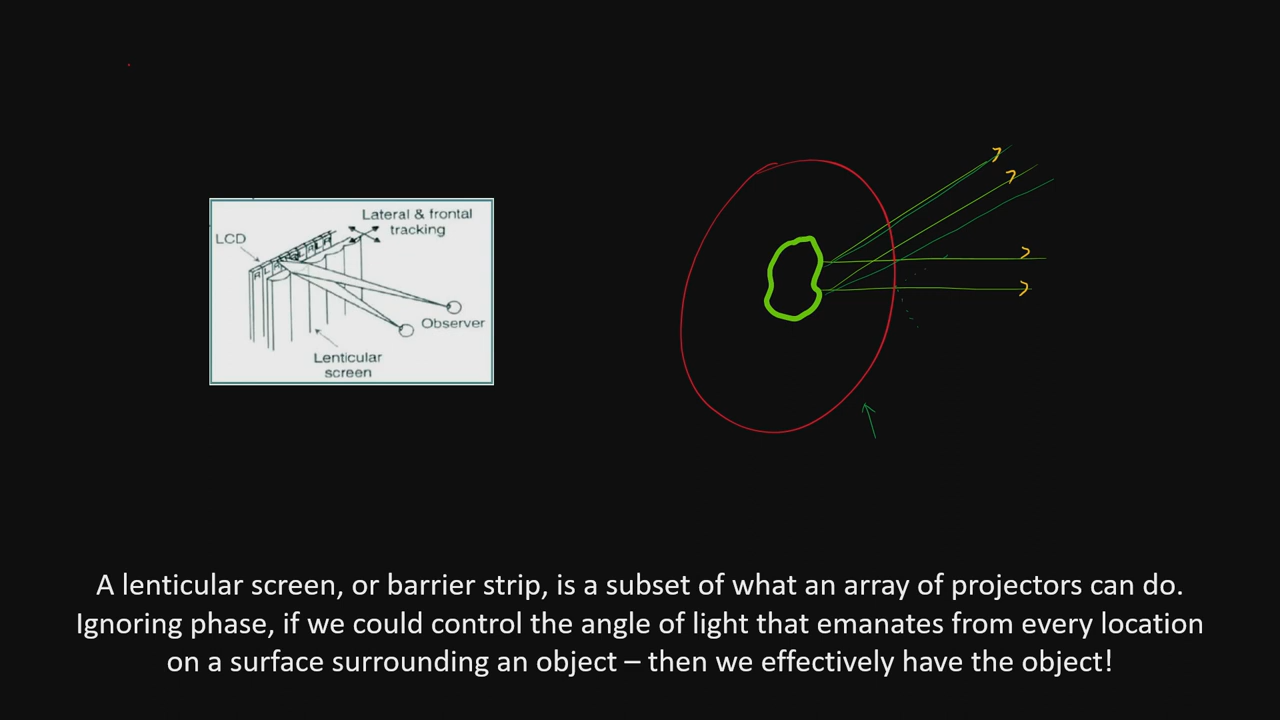 Lateral & frontal
tracking
LCD
Observer
Lenticular
screen
A lenticular screen, or barrier strip, is a subset of what an array of projectors can do.
Ignoring phase, if we could control the angle of light that emanates from every location
on a surface surrounding an object – then we effectively have the object!